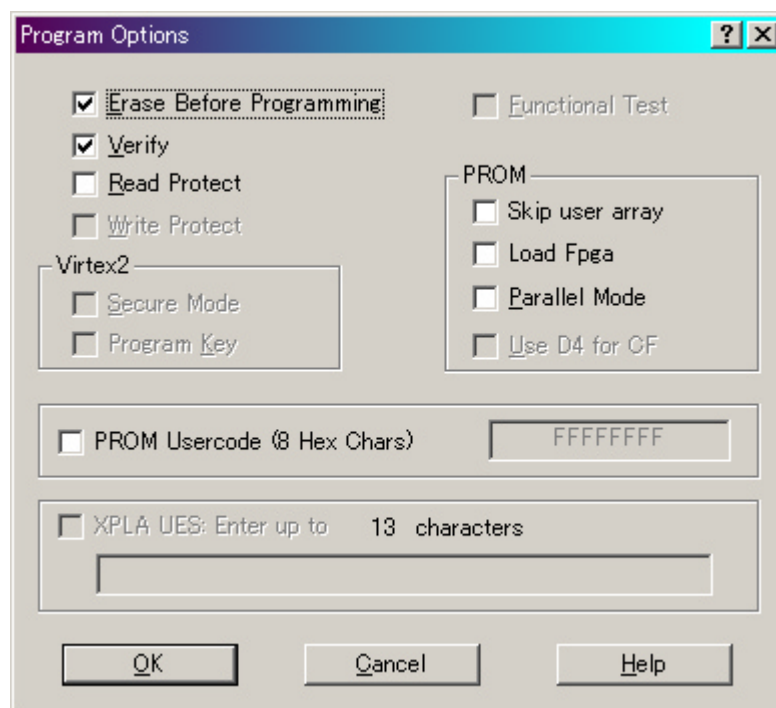 Program Options
Erase Before Programming
Functional Test
Verify
Read Protect
Write Protect
Virtex2
Secure Mode
Program Key
PROM
Skip user array
Load Fpga
Parallel Mode
Use D4 for CF
PROM Usercode (8 Hex Chars)
FFFFFFFF
XPLA UES: Enter up to 13 characters
OK
Cancel
Help